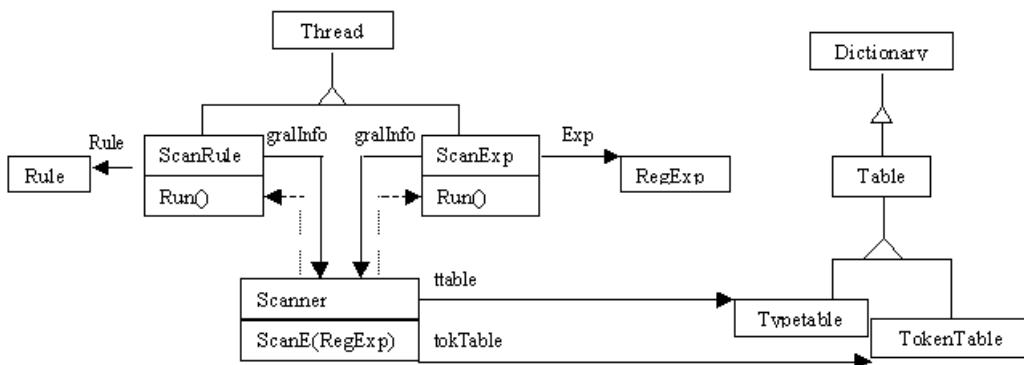 Thread
Dictionary
Rule
gralInfo
gralInfo
Exp
ScanRule
ScanExp
Rule
RegExp
Table
Run()
Run()
ttable
Scanner
Typetable
ScanE(RegExp)
tokTable
TokenTable